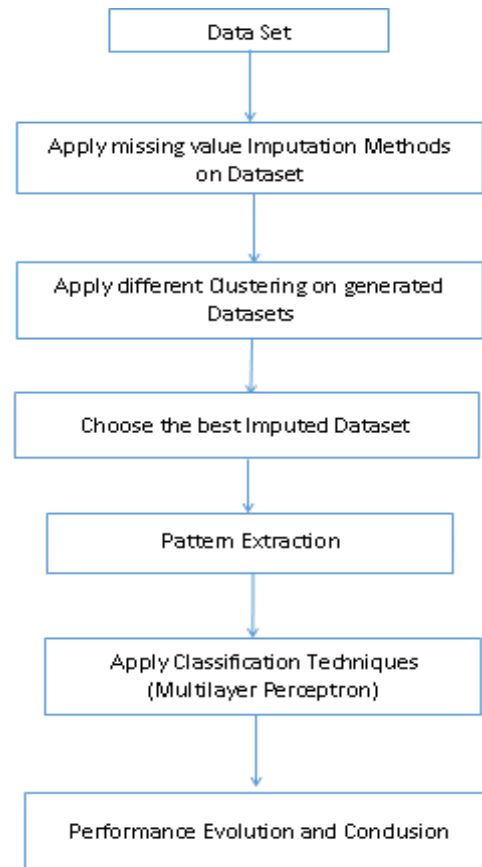 Data Set
Apply missing value Imputation Methods
on Dataset
Apply different Clustering on generated
Datasets
Choose the best Imputed Dataset
Pattern Extraction
Apply Classification Techniques
(Multilayer Perceptron)
Performance Evolution and Conclusion